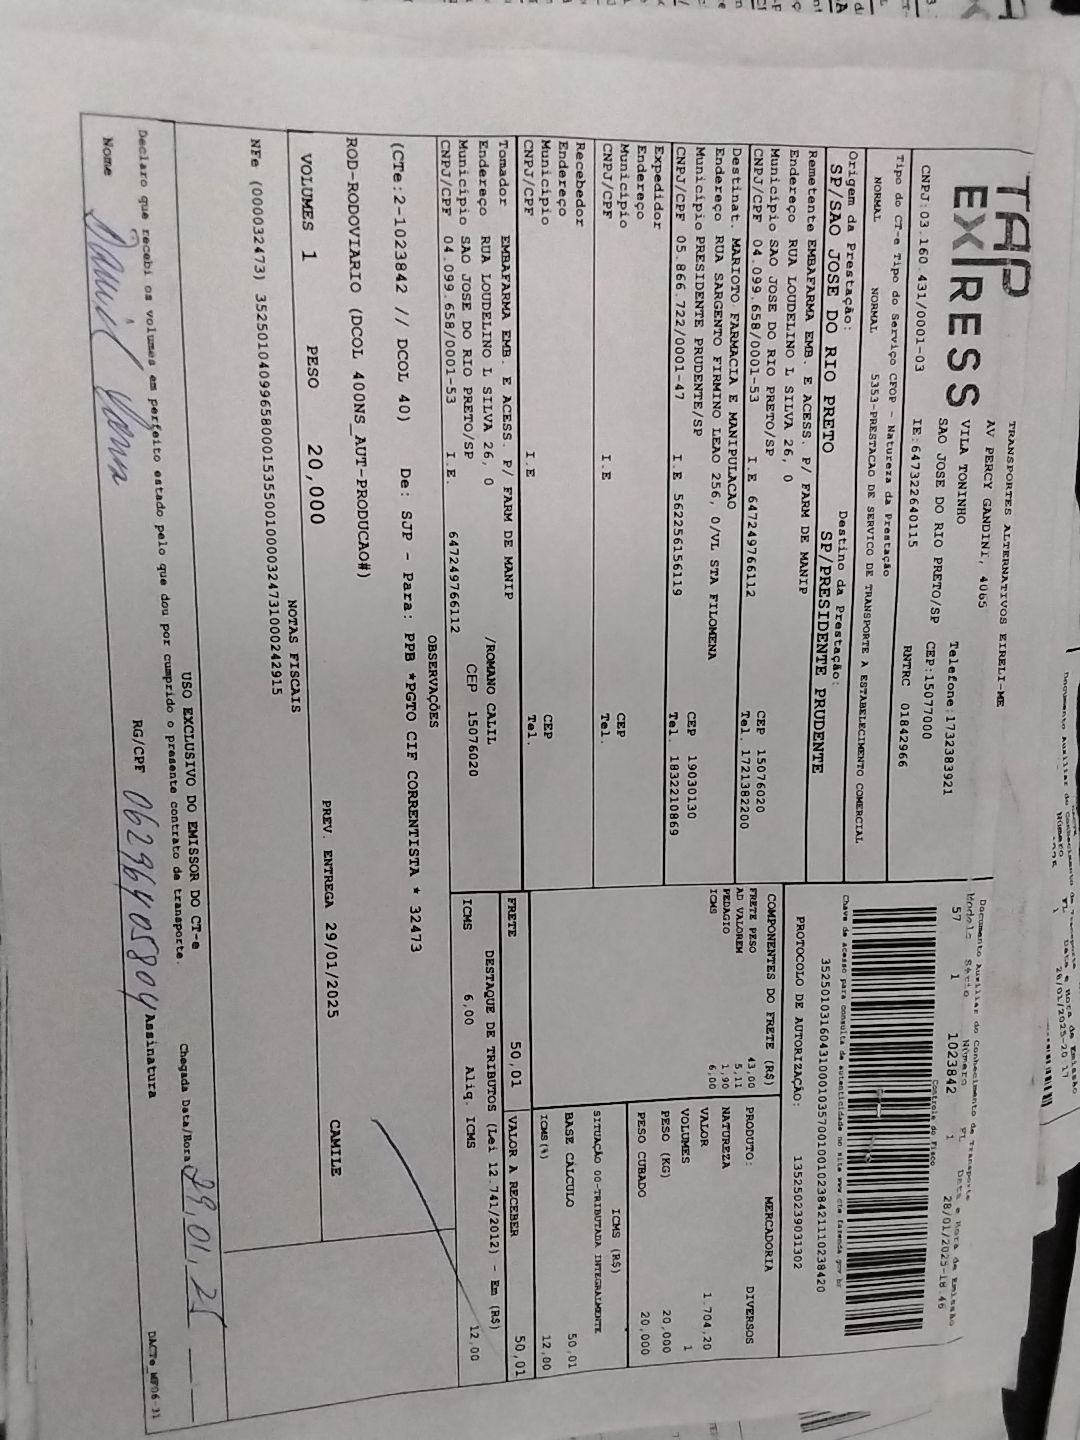 TAP
EX/RESS
TRANSPORTES ALTERNATIVOS EIRELI-ME
AV PERCY GANDINI, 4065
VILA TONINHO Telefone:1732383921
SAO JOSE DO RIO PRETO/SP CEP:15077000
CNPJ:03.160.431/0001-03 IE:647322640115 RNTRC 01842966
Documento Auxiliar do Conhecimento de Transporte
Modelo Série Número FL Data e Hora de Emissão
57 1 1023842 1 28/01/2025-18.46
Controle do Fisco
Tipo do CT-e Tipo do Serviço CFOP - Natureza da Prestação
NORMAL NORMAL 5353-PRESTACAO DE SERVICO DE TRANSPORTE A ESTABELECIMENTO COMERCIAL
Chave de acesso para consulta de autenticidade no site www.cte.fazenda.gov.br
35250103160431000103570010010238421110238420
Origem da Prestação: Destino da Prestação:
SP/SAO JOSE DO RIO PRETO SP/PRESIDENTE PRUDENTE
PROTOCOLO DE AUTORIZAÇÃO: 135250239031302
Remetente EMBAFARMA EMB. E ACESS. P/ FARM DE MANIP
Endereço RUA LOUDELINO L SILVA 26, 0
Município SAO JOSE DO RIO PRETO/SP CEP 15076020
CNPJ/CPF 04.099.658/0001-53 I.E 647249766112 Tel. 1721382200
Destinat. MARIOTO FARMACIA E MANIPULACAO
Endereço RUA SARGENTO FIRMINO LEAO 256, 0/VL STA FILOMENA
Município PRESIDENTE PRUDENTE/SP CEP 19030130
CNPJ/CPF 05.866.722/0001-47 I.E 562256156119 Tel. 1832210869
Expedidor
Endereço
Município CEP
CNPJ/CPF I.E Tel.
Recebedor
Endereço
Município CEP
CNPJ/CPF I.E Tel.
Tomador EMBAFARMA EMB. E ACESS. P/ FARM DE MANIP
Endereço RUA LOUDELINO L SILVA 26, 0 /ROMANO CALIL
Município SAO JOSE DO RIO PRETO/SP CEP 15076020
CNPJ/CPF 04.099.658/0001-53 I.E. 647249766112
COMPONENTES DO FRETE (R$)
FRETE PESO 43,00
AD VALOREM 5,11
PEDAGIO 1,90
ICMS 6,00
MERCADORIA
PRODUTO: DIVERSOS
NATUREZA
VALOR 1.704,20
VOLUMES 1
PESO (KG) 20,000
PESO CUBADO 20,000
ICMS (R$)
SITUAÇÃO 00-TRIBUTADA INTEGRALMENTE
BASE CÁLCULO 50,01
ICMS (%) 12,00
FRETE 50,01 VALOR A RECEBER 50,01
DESTAQUE DE TRIBUTOS (Lei 12.741/2012) - Em (R$)
ICMS 6,00 Aliq. ICMS 12,00
OBSERVAÇÕES
(CTe:2-1023842 // DCOL 40) De: SJP - Para: PPB *PGTO CIF CORRENTISTA * 32473
ROD-RODOVIARIO (DCOL 400NS_AUT-PRODUCAO#)
VOLUMES 1 PESO 20,000 PREV. ENTREGA 29/01/2025 CAMILE
NOTAS FISCAIS
NFe (000032473) 35250104099658000153550010000324731000242915
USO EXCLUSIVO DO EMISSOR DO CT-e
Declaro que recebi os volumes em perfeito estado pelo que dou por cumprido o presente contrato de transporte.
Chegada Data/Hora 29,01,25
Nome RG/CPF 06296405804 /Assinatura
DACTe_MF06-31